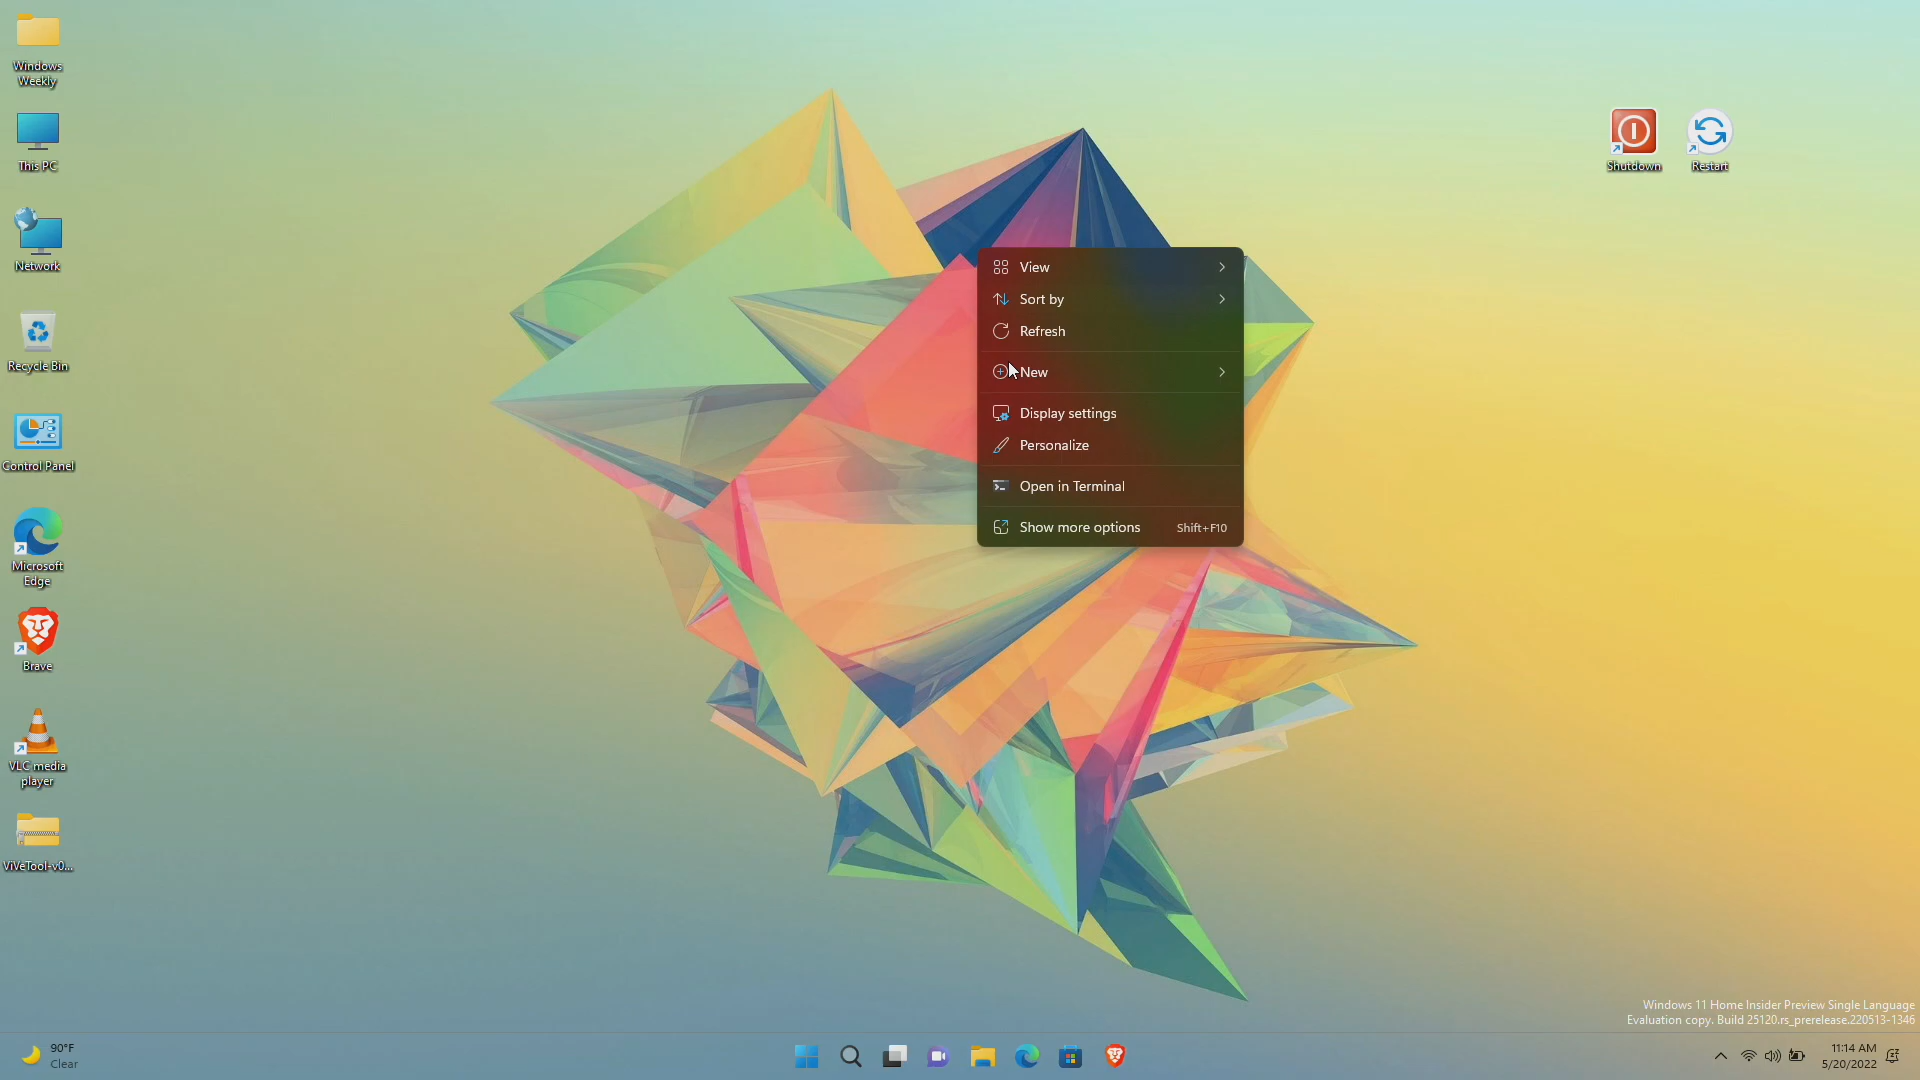 Windows
Weekly
This PC
Network
Recycle Bin
Control Panel
Microsoft
Edge
Brave
VLC media
player
ViVeTool-v0...
Shutdown
Restart
View
Sort by
Refresh
New
Display settings
Personalize
Open in Terminal
Show more options Shift+F10
Windows 11 Home Insider Preview Single Language
Evaluation copy. Build 25120.rs_prerelease.220513-1346
90°F
Clear
11:14 AM
5/20/2022